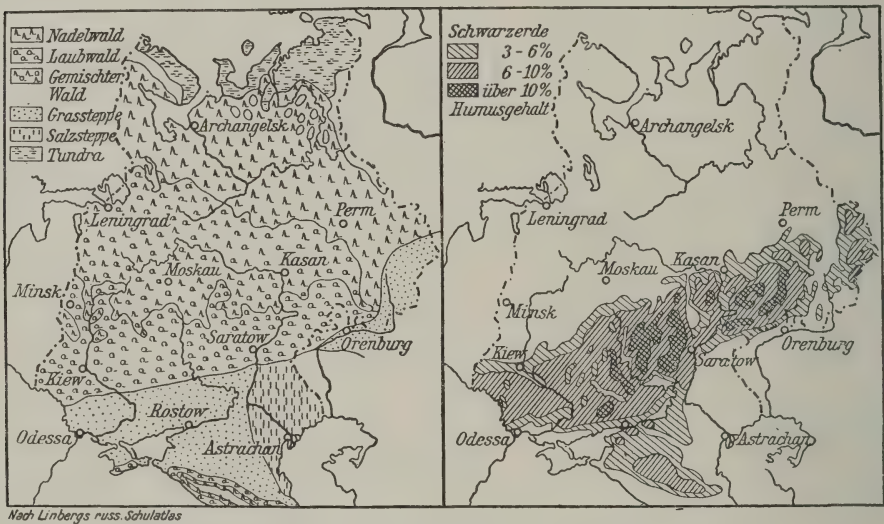 Nadelwald
Laubwald
Gemischter
Wald
Grassteppe
Salzsteppe
Tundra
Archangelsk
Leningrad
Perm
Moskau
Kasan
Minsk
Saratow
Orenburg
Kiew
Rostow
Odessa
Astrachan
Schwarzerde
3-6%
6-10%
über 10%
Humusgehalt
Archangelsk
Leningrad
Perm
Kasan
Moskau
Minsk
Orenburg
Kiew
Saratow
Odessa
Astrachan
Nach Linbergs russ. Schulatlas